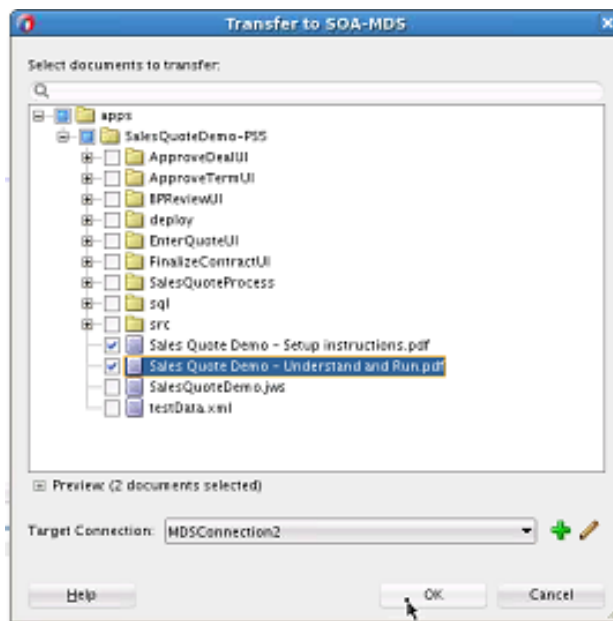 Transfer to SOA-MDS
Select documents to transfer:
apps
SalesQuoteDemo-PS5
ApproveDealUI
ApproveTermUI
BPReviewUI
deploy
EnterQuoteUI
FinalizeContractUI
SalesQuoteProcess
sql
src
Sales Quote Demo - Setup instructions.pdf
Sales Quote Demo - Understand and Run.pdf
SalesQuoteDemo.jws
testData.xml
Preview: (2 documents selected)
Target Connection: MDSConnection2
Help OK Cancel